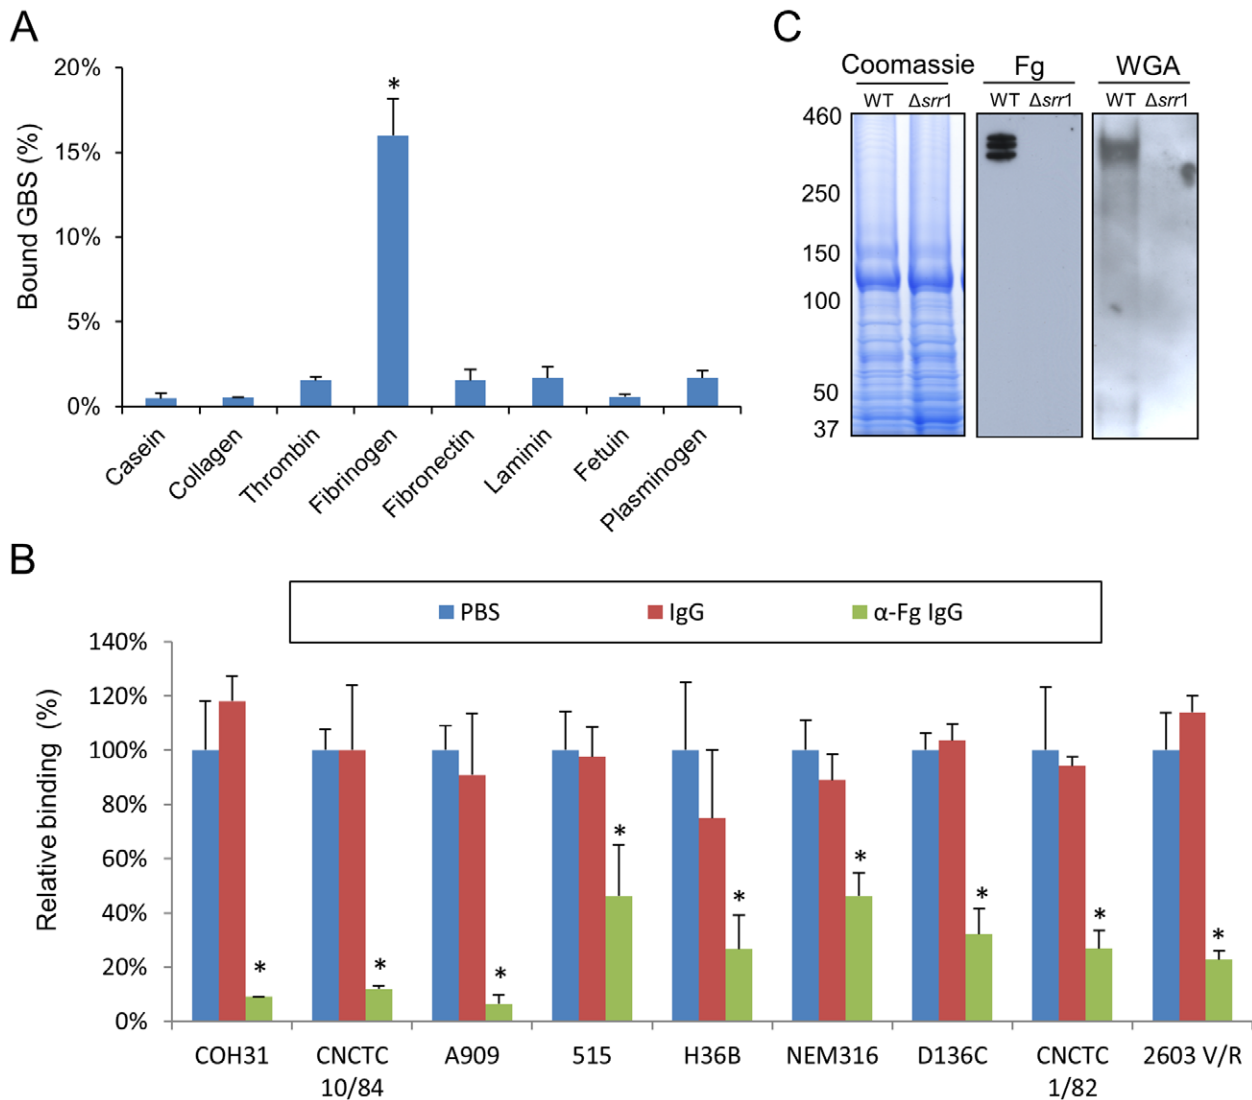 A
Bound GBS (%)
20%
15%
10%
5%
0%
*
Casein
Collagen
Thrombin
Fibrinogen
Fibronectin
Laminin
Fetuin
Plasminogen
C
Coomassie Fg WGA
WT Δsrr1 WT Δsrr1 WT Δsrr1
460
250
150
100
50
37
B
PBS IgG α-Fg IgG
Relative binding (%)
140%
120%
100%
80%
60%
40%
20%
0%
* * * * * * * * *
COH31 CNCTC A909 515 H36B NEM316 D136C CNCTC 2603 V/R
10/84 1/82